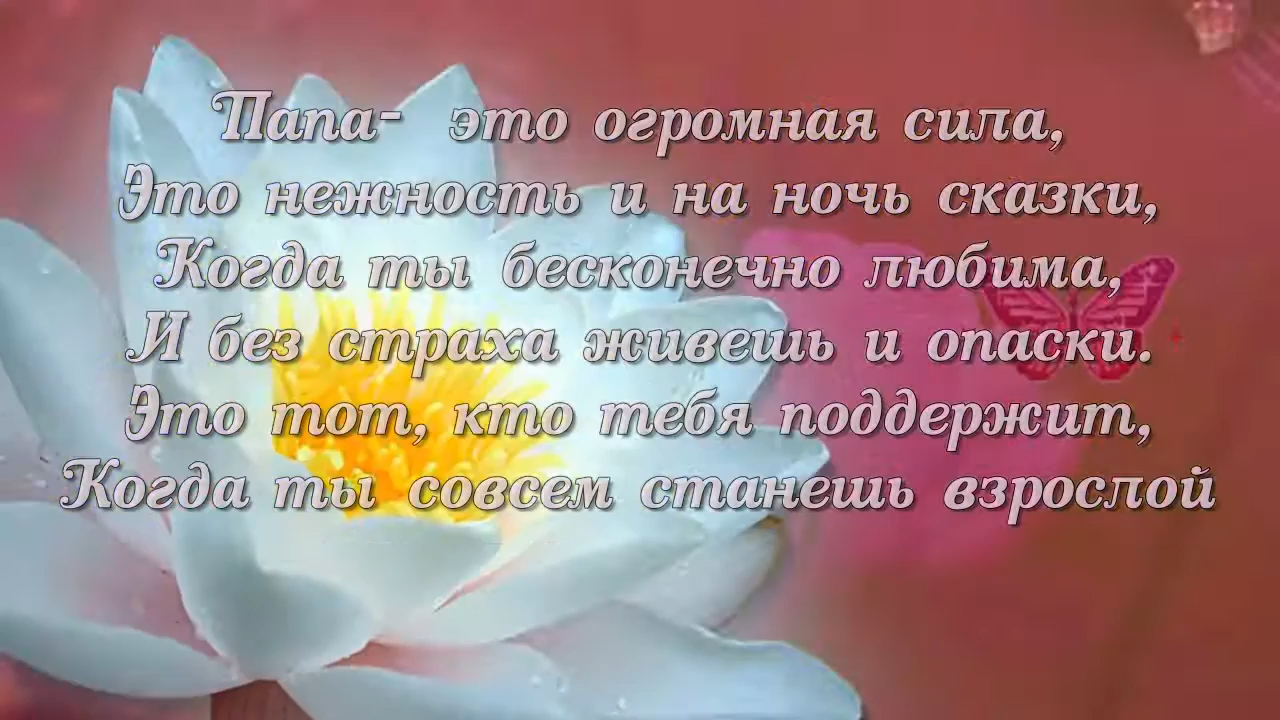 Папа- это огромная сила,
Это нежность и на ночь сказки,
Когда ты бесконечно любима,
И без страха живешь и опаски.
Это тот, кто тебя поддержит,
Когда ты совсем станешь взрослой